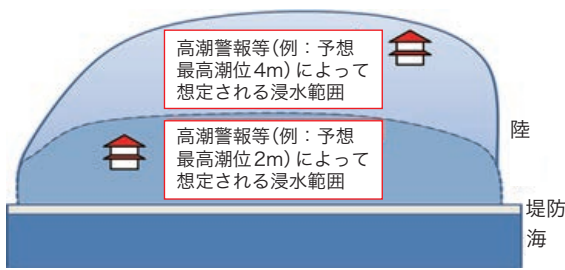 高潮警報等(例：予想
最高潮位4m)によって
想定される浸水範囲
高潮警報等(例：予想
最高潮位2m)によって
想定される浸水範囲
陸
堤防
海